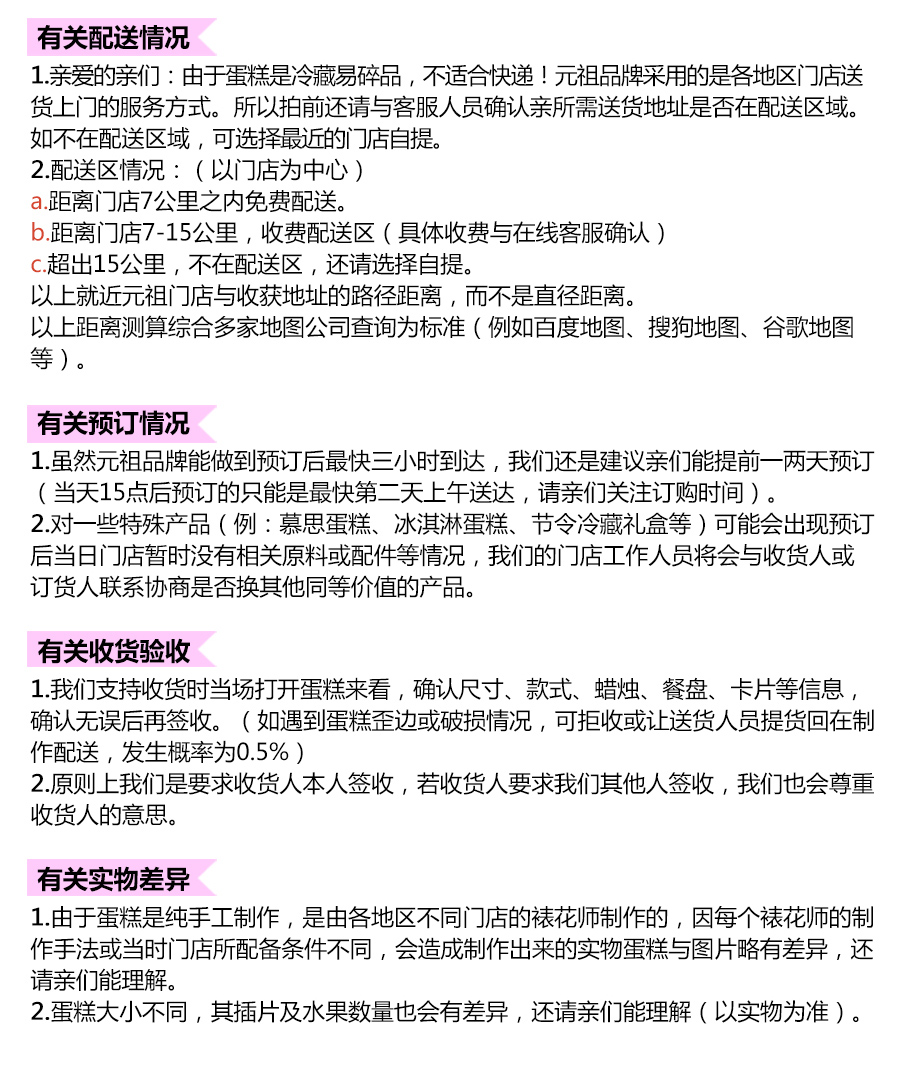 有关配送情况
1.亲爱的亲们：由于蛋糕是冷藏易碎品，不适合快递！元祖品牌采用的是各地区门店送
货上门的服务方式。所以拍前还请与客服人员确认亲所需送货地址是否在配送区域。
如不在配送区域，可选择最近的门店自提。
2.配送区情况：（以门店为中心）
a.距离门店7公里之内免费配送。
b.距离门店7-15公里，收费配送区（具体收费与在线客服确认）
c.超出15公里，不在配送区，还请选择自提。
以上就近元祖门店与收获地址的路径距离，而不是直径距离。
以上距离测算综合多家地图公司查询为标准（例如百度地图、搜狗地图、谷歌地图
等）。
有关预订情况
1.虽然元祖品牌能做到预订后最快三小时到达，我们还是建议亲们能提前一两天预订
（当天15点后预订的只能是最快第二天上午送达，请亲们关注订购时间）。
2.对一些特殊产品（例：慕思蛋糕、冰淇淋蛋糕、节令冷藏礼盒等）可能会出现预订
后当日门店暂时没有相关原料或配件等情况，我们的门店工作人员将会与收货人或
订货人联系协商是否换其他同等价值的产品。
有关收货验收
1.我们支持收货时当场打开蛋糕来看，确认尺寸、款式、蜡烛、餐盘、卡片等信息，
确认无误后再签收。（如遇到蛋糕歪边或破损情况，可拒收或让送货人员提货回在制
作配送，发生概率为0.5%）
2.原则上我们是要求收货人本人签收，若收货人要求我们其他人签收，我们也会尊重
收货人的意思。
有关实物差异
1.由于蛋糕是纯手工制作，是由各地区不同门店的裱花师制作的，因每个裱花师的制
作手法或当时门店所配备条件不同，会造成制作出来的实物蛋糕与图片略有差异，还
请亲们能理解。
2.蛋糕大小不同，其插片及水果数量也会有差异，还请亲们能理解（以实物为准）。